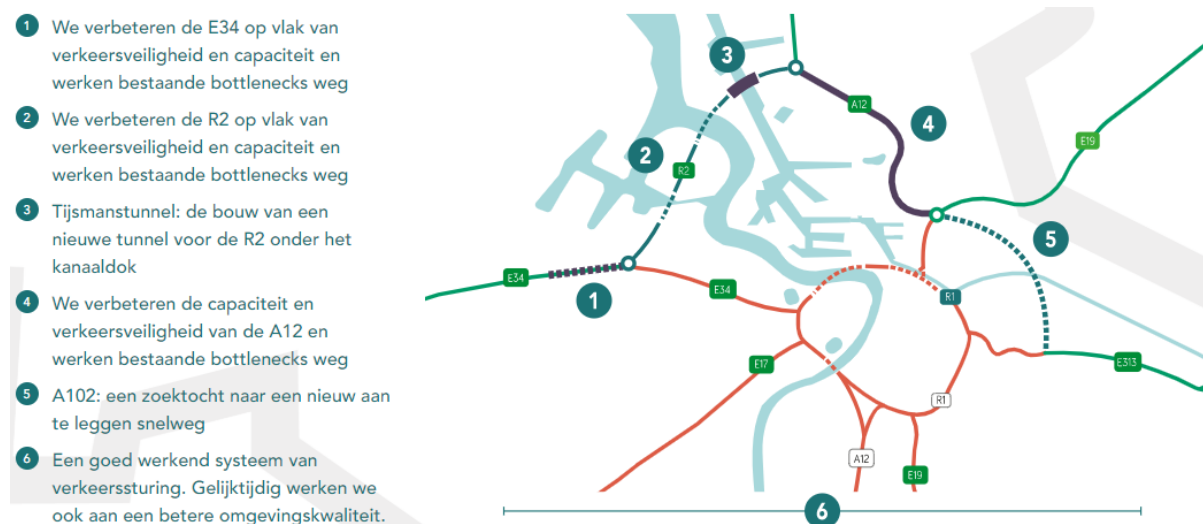 1 We verbeteren de E34 op vlak van
verkeersveiligheid en capaciteit en
werken bestaande bottlenecks weg
2 We verbeteren de R2 op vlak van
verkeersveiligheid en capaciteit en
werken bestaande bottlenecks weg
3 Tijsmanstunnel: de bouw van een
nieuwe tunnel voor de R2 onder het
kanaaldok
4 We verbeteren de capaciteit en
verkeersveiligheid van de A12 en
werken bestaande bottlenecks weg
5 A102: een zoektocht naar een nieuw aan
te leggen snelweg
6 Een goed werkend systeem van
verkeerssturing. Gelijktijdig werken we
ook aan een betere omgevingskwaliteit.
3
A12
4
E19
2
R2
5
E34
1
E34
R1
E17
E313
R1
A12
E19
6